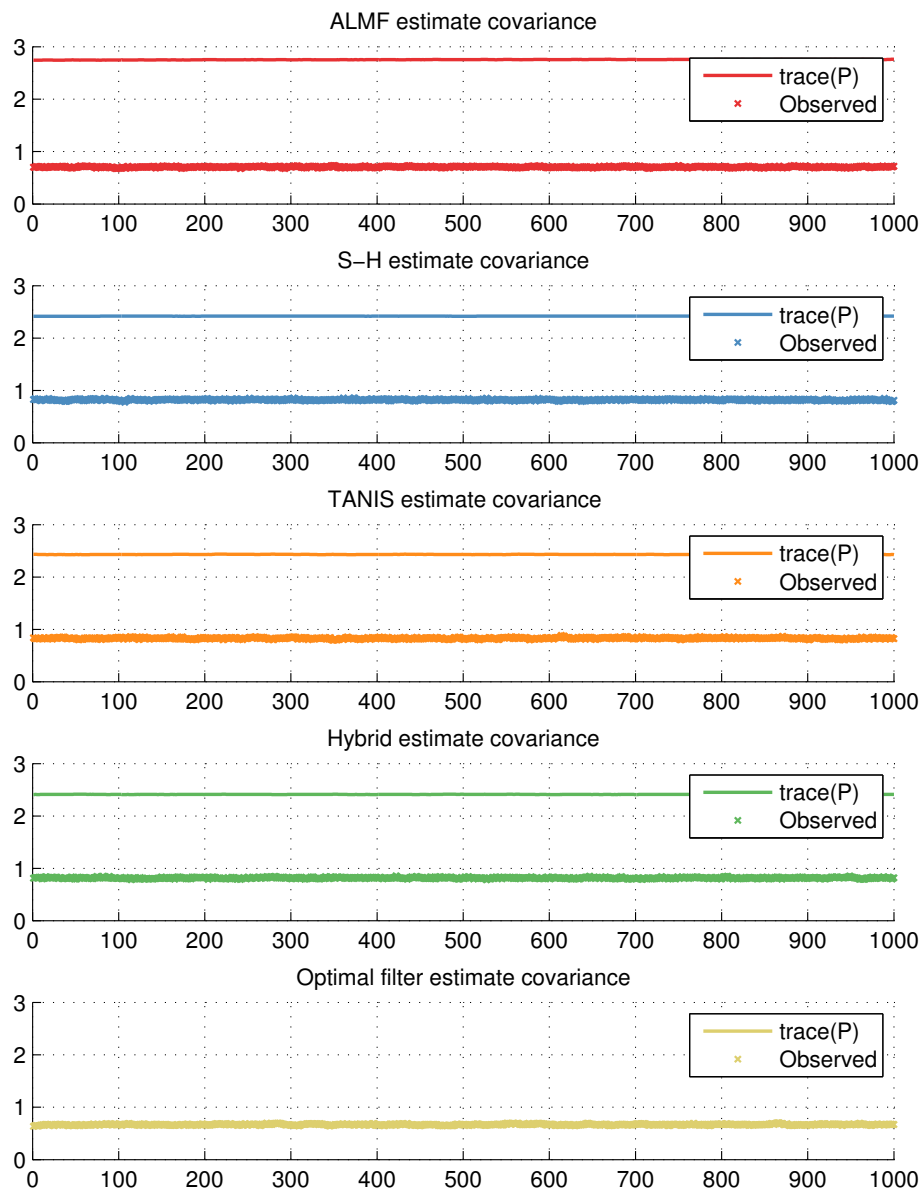 ALMF estimate covariance
3
2
1
0
trace(P)
Observed
0 100 200 300 400 500 600 700 800 900 1000
S−H estimate covariance
3
2
1
0
trace(P)
Observed
0 100 200 300 400 500 600 700 800 900 1000
TANIS estimate covariance
3
2
1
0
trace(P)
Observed
0 100 200 300 400 500 600 700 800 900 1000
Hybrid estimate covariance
3
2
1
0
trace(P)
Observed
0 100 200 300 400 500 600 700 800 900 1000
Optimal filter estimate covariance
3
2
1
0
trace(P)
Observed
0 100 200 300 400 500 600 700 800 900 1000